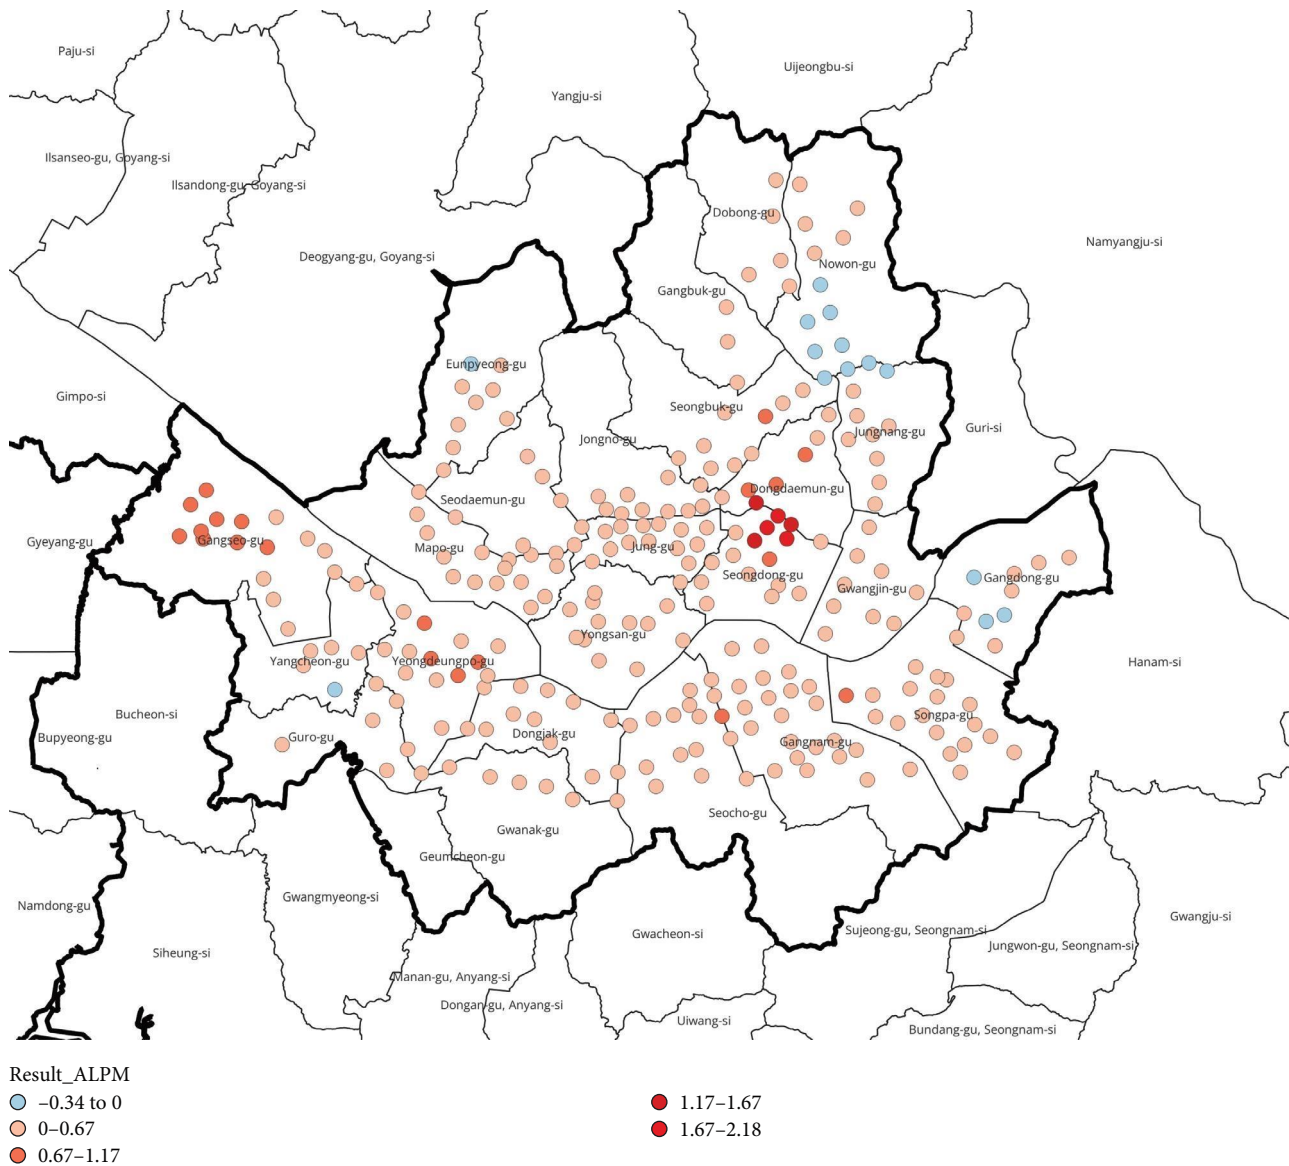 Paju-si
Uijeongbu-si
Yangju-si
Ilsanseo-gu, Goyang-si
Ilsandong-gu, Goyang-si
Dobong-gu
Namyangju-si
Deogyang-gu, Goyang-si
Nowon-gu
Gangbuk-gu
Eunpyeong-gu
Gimpo-si
Seongbuk-gu
Guri-si
Jungnang-gu
Jongno-gu
Dongdaemun-gu
Seodaemun-gu
Gyeyang-gu
Gangseo-gu
Mapo-gu
Jung-gu
Seongdong-gu
Gangdong-gu
Gwangjin-gu
Yongsan-gu
Yangcheon-gu
Yeongdeungpo-gu
Hanam-si
Bucheon-si
Songpa-gu
Bupyeong-gu
Guro-gu
Dongjak-gu
Gangnam-gu
Seocho-gu
Gwanak-gu
Geumcheon-gu
Gwangmyeong-si
Namdong-gu
Gwangju-si
Gwacheon-si
Sujeong-gu, Seongnam-si
Siheung-si
Jungwon-gu, Seongnam-si
Manan-gu, Anyang-si
Dongan-gu, Anyang-si
Uiwang-si
Bundang-gu, Seongnam-si
Result_ALPM
−0.34 to 0
0–0.67
0.67–1.17
1.17–1.67
1.67–2.18